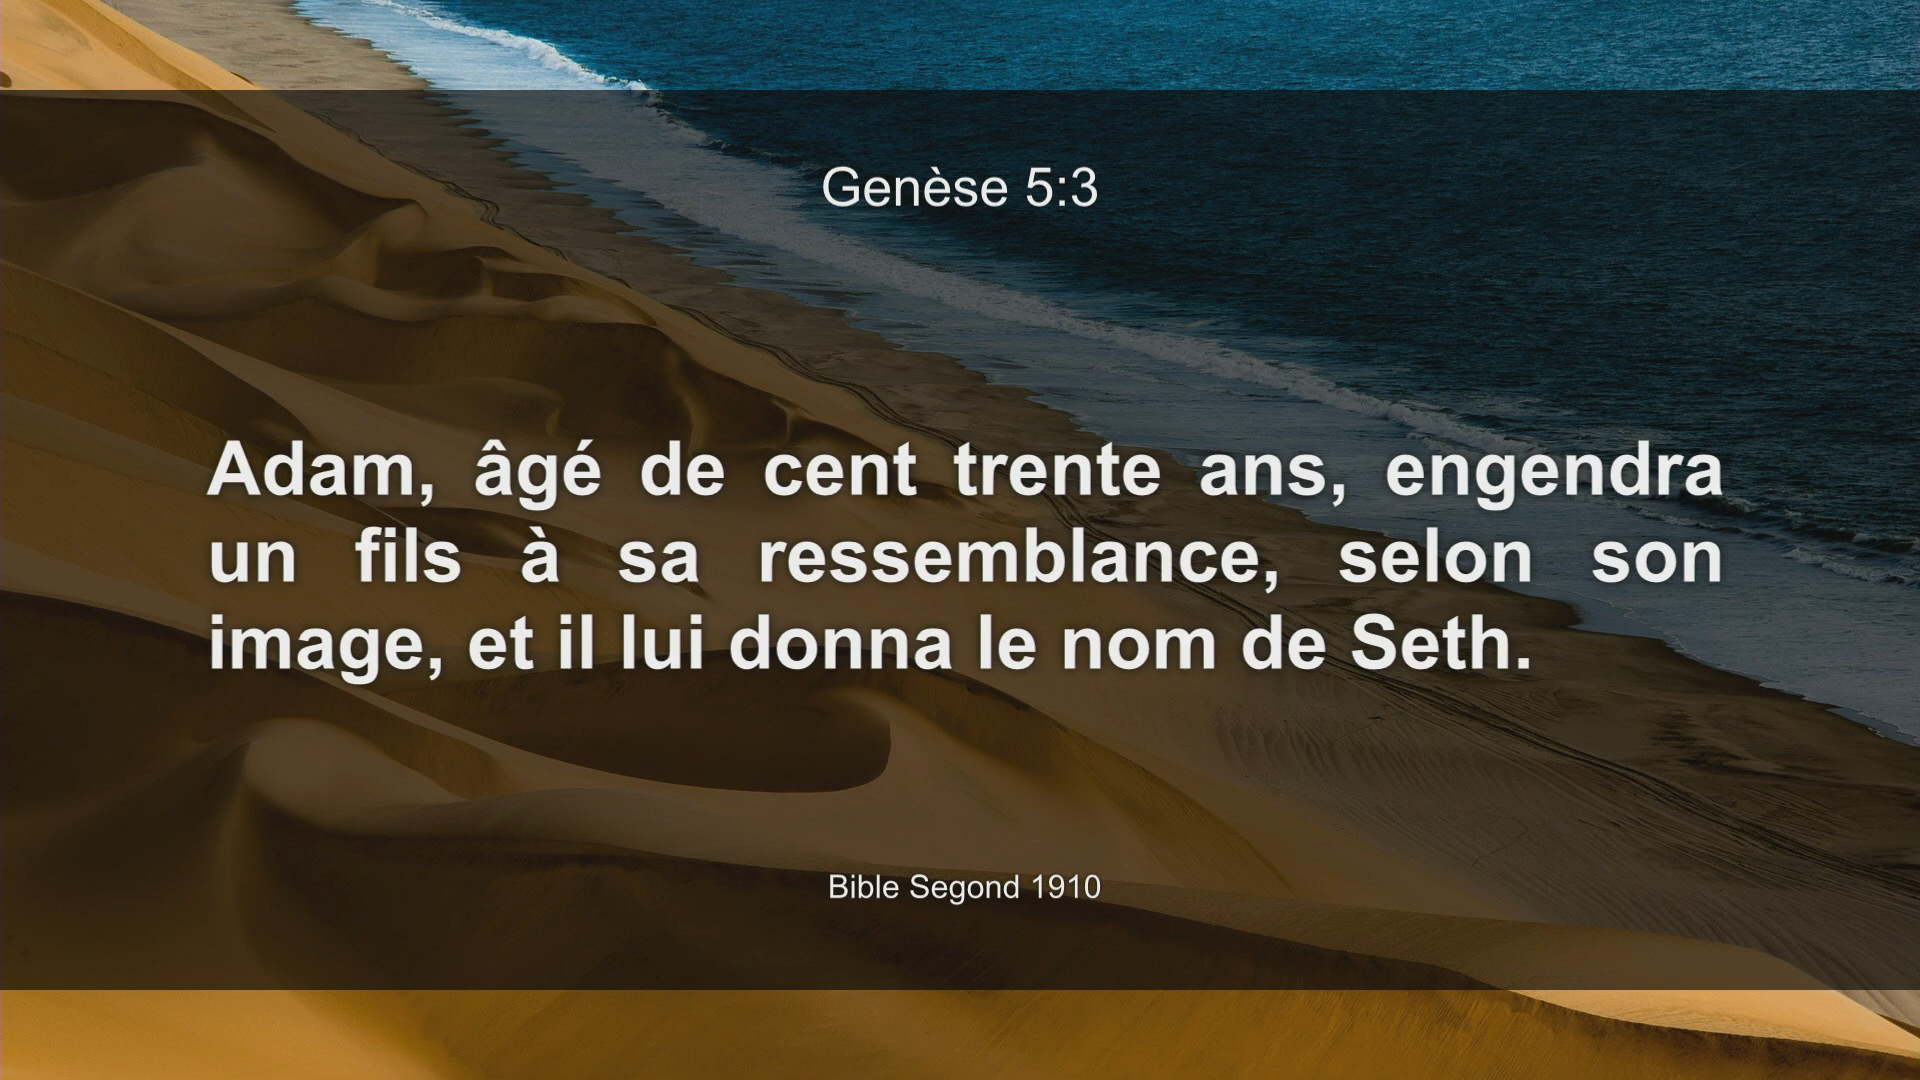 Genèse 5:3
Adam, âgé de cent trente ans, engendra
un fils à sa ressemblance, selon son
image, et il lui donna le nom de Seth.
Bible Segond 1910